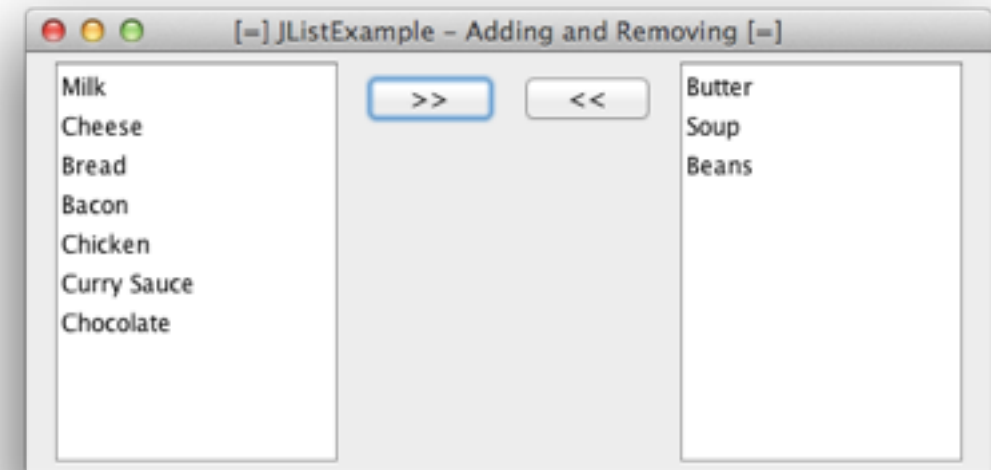 [=] JListExample - Adding and Removing [=]
Milk
Cheese
Bread
Bacon
Chicken
Curry Sauce
Chocolate
>>
<<
Butter
Soup
Beans